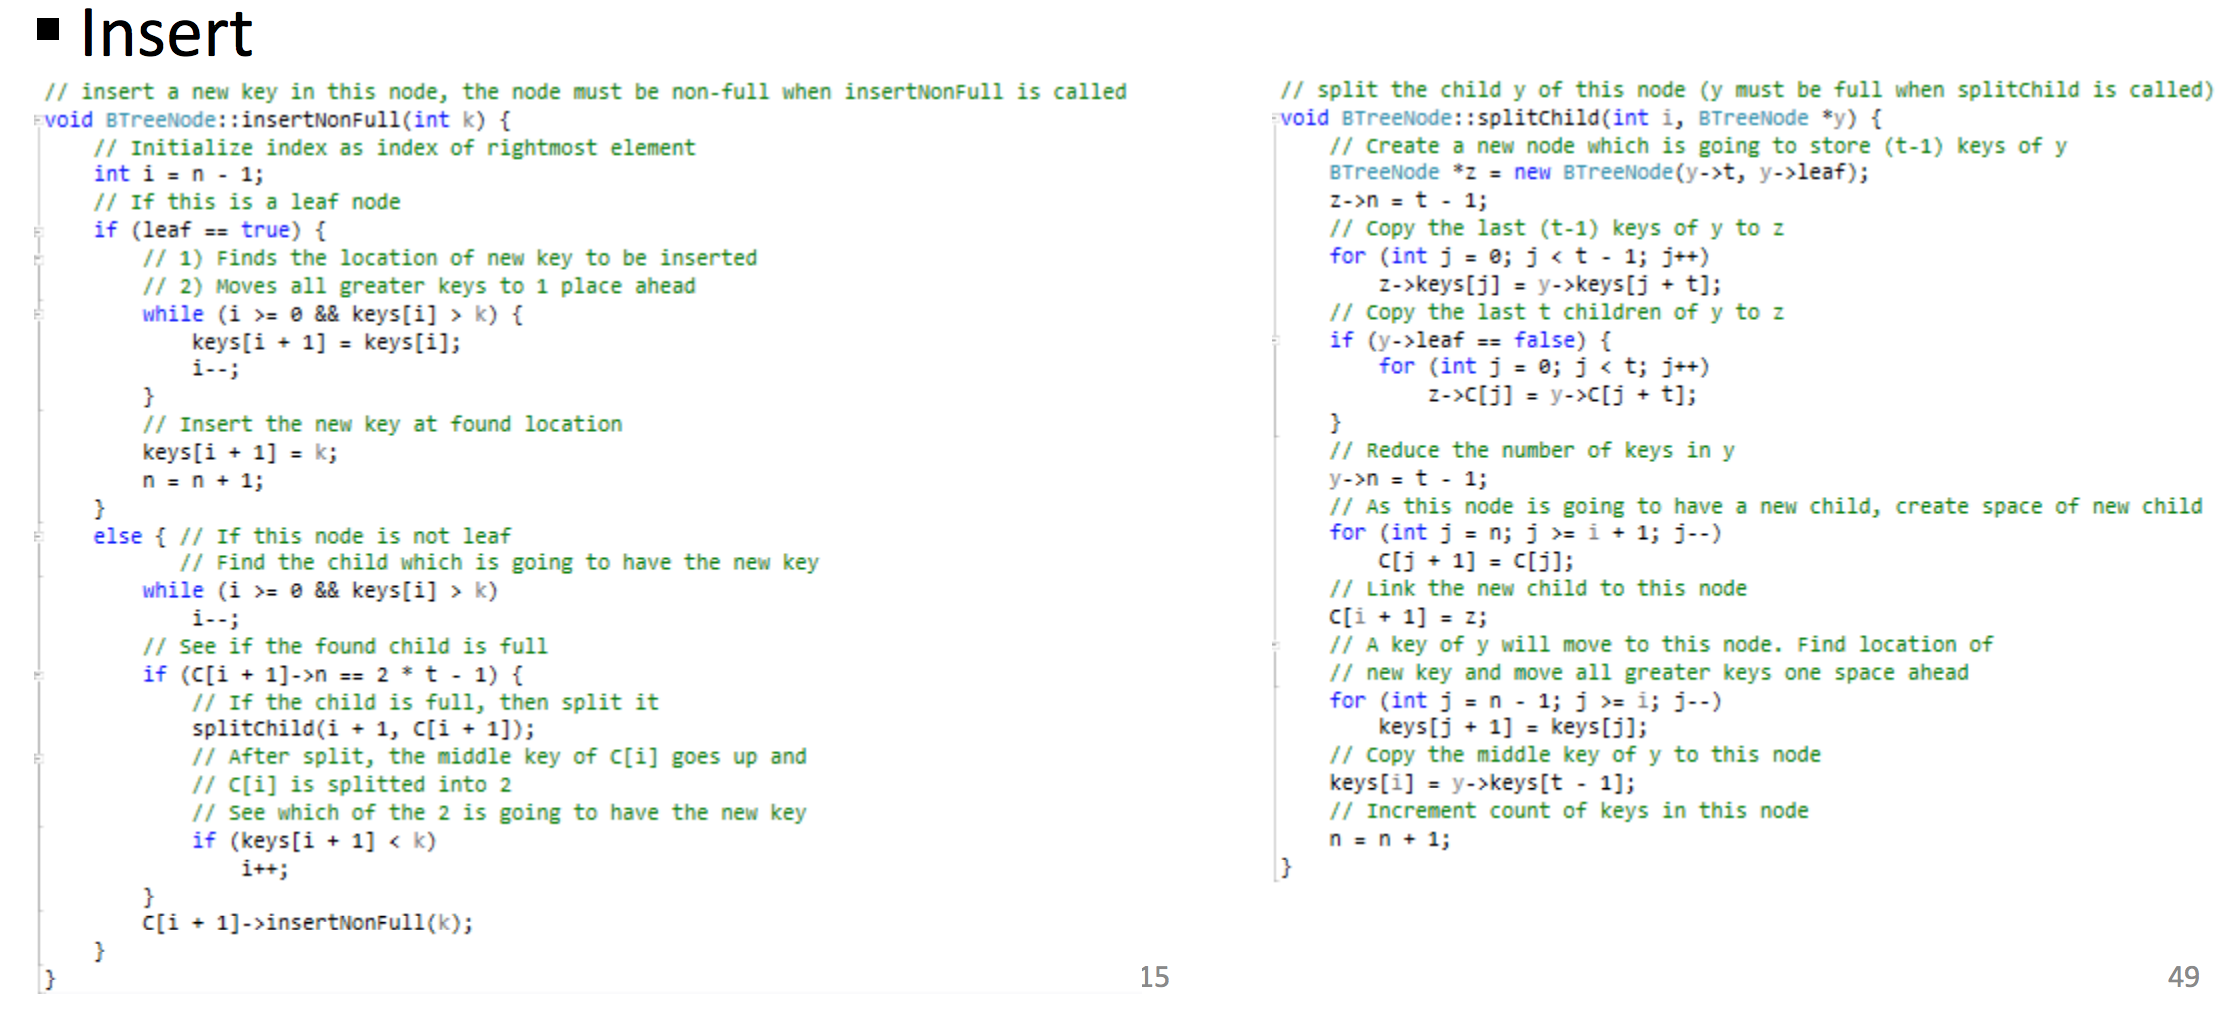 ▪ Insert
// insert a new key in this node, the node must be non-full when insertNonFull is called
void BTreeNode::insertNonFull(int k) {
    // Initialize index as index of rightmost element
    int i = n - 1;
    // If this is a leaf node
    if (leaf == true) {
        // 1) Finds the location of new key to be inserted
        // 2) Moves all greater keys to 1 place ahead
        while (i >= 0 && keys[i] > k) {
            keys[i + 1] = keys[i];
            i--;
        }
        // Insert the new key at found location
        keys[i + 1] = k;
        n = n + 1;
    }
    else { // If this node is not leaf
           // Find the child which is going to have the new key
        while (i >= 0 && keys[i] > k)
            i--;
        // See if the found child is full
        if (C[i + 1]->n == 2 * t - 1) {
            // If the child is full, then split it
            splitChild(i + 1, C[i + 1]);
            // After split, the middle key of C[i] goes up and
            // C[i] is splitted into 2
            // See which of the 2 is going to have the new key
            if (keys[i + 1] < k)
                i++;
        }
        C[i + 1]->insertNonFull(k);
    }
}
15
// split the child y of this node (y must be full when splitChild is called)
void BTreeNode::splitChild(int i, BTreeNode *y) {
    // Create a new node which is going to store (t-1) keys of y
    BTreeNode *z = new BTreeNode(y->t, y->leaf);
    z->n = t - 1;
    // Copy the last (t-1) keys of y to z
    for (int j = 0; j < t - 1; j++)
        z->keys[j] = y->keys[j + t];
    // Copy the last t children of y to z
    if (y->leaf == false) {
        for (int j = 0; j < t; j++)
            z->C[j] = y->C[j + t];
    }
    // Reduce the number of keys in y
    y->n = t - 1;
    // As this node is going to have a new child, create space of new child
    for (int j = n; j >= i + 1; j--)
        C[j + 1] = C[j];
    // Link the new child to this node
    C[i + 1] = z;
    // A key of y will move to this node. Find location of
    // new key and move all greater keys one space ahead
    for (int j = n - 1; j >= i; j--)
        keys[j + 1] = keys[j];
    // Copy the middle key of y to this node
    keys[i] = y->keys[t - 1];
    // Increment count of keys in this node
    n = n + 1;
}
49